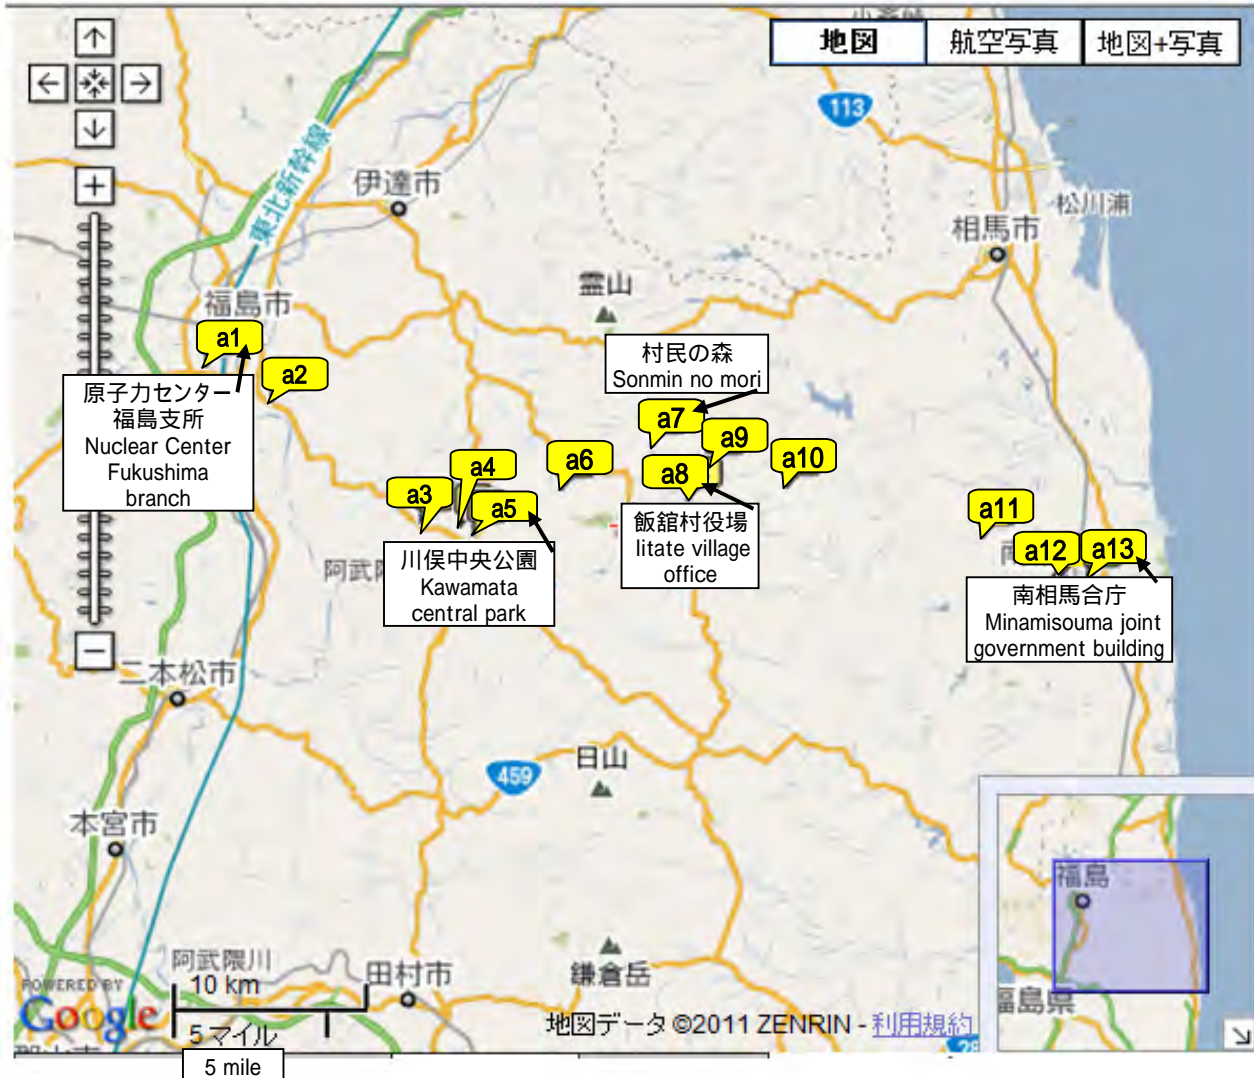 地図
航空写真
地図+写真
113
東北新幹線
伊達市
松川浦
相馬市
霊山
福島市
a1
a2
原子力センター
福島支所
Nuclear Center
Fukushima
branch
村民の森
Sonmin no mori
a7
a9
a6
a8
a10
a4
a3
a5
a11
a12
a13
飯舘村役場
Iitate village
office
川俣中央公園
Kawamata
central park
南相馬合庁
Minamisouma joint
government building
二本松市
日山
459
本宮市
福島
阿武隈川
田村市
鎌倉岳
福島県
POWERED BY
Google
10 km
5 マイル
5 mile
地図データ ©2011 ZENRIN - 利用規約